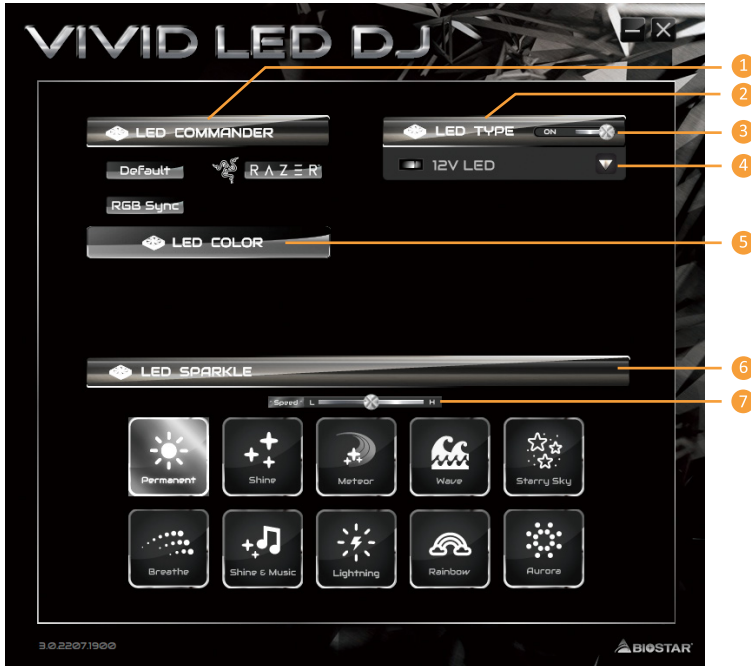 VIVID LED DJ
1
2
LED COMMANDER
LED TYPE ON 3
Default RAZER 12V LED 4
RGB Sync
LED COLOR 5
LED SPARKLE 6
Speed L H 7
Permanent Shine Meteor Wave Starry Sky
Breathe Shine & Music Lightning Rainbow Aurora
3.0.2207.1900 BIOSTAR